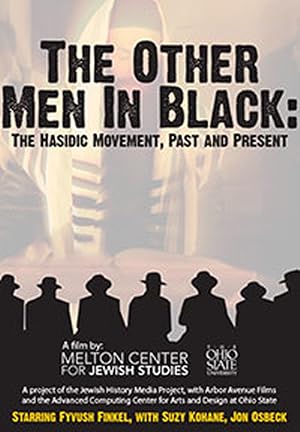 THE OTHER
MEN IN BLACK:
THE HASIDIC MOVEMENT, PAST AND PRESENT
A film by:
MELTON CENTER
FOR JEWISH STUDIES
THE
OHIO
STATE
UNIVERSITY
A project of the Jewish History Media Project, with Arbor Avenue Films
and the Advanced Computing Center for Arts and Design at Ohio State
STARRING FYVUSH FINKEL, WITH SUZY KOHANE, JON OSBECK